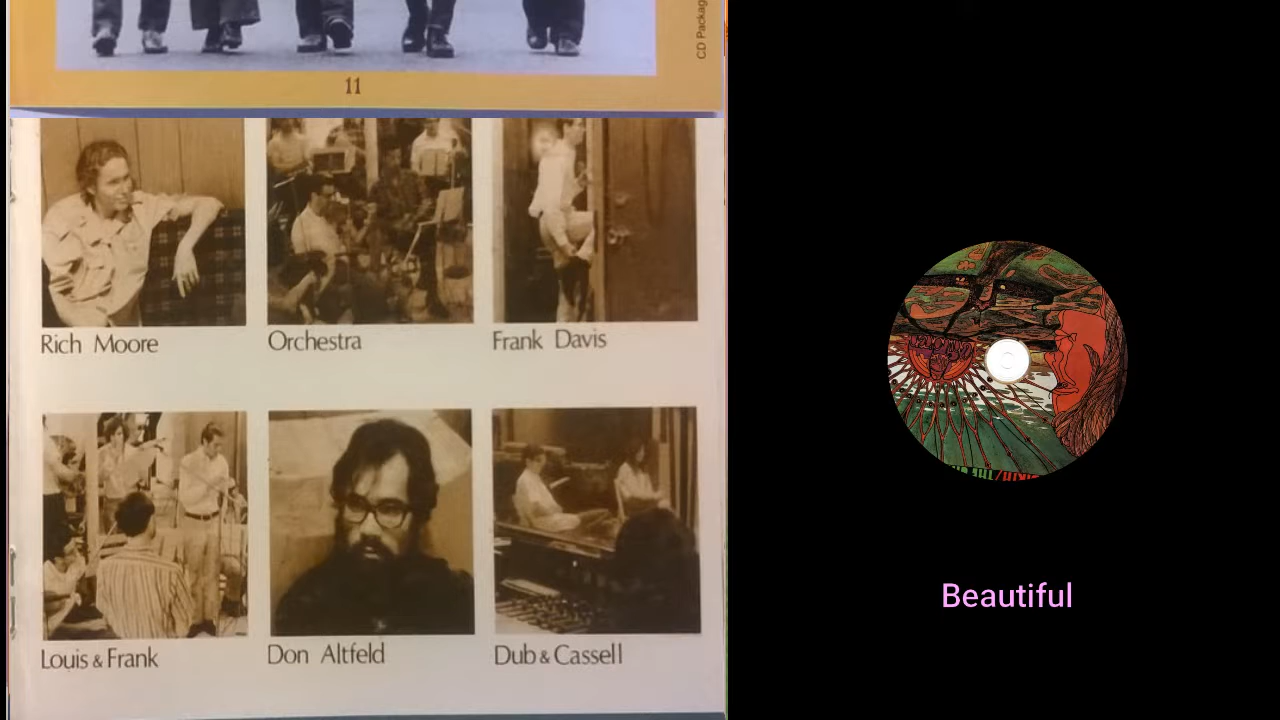 CD Packag
11
Rich Moore
Orchestra
Frank Davis
Louis & Frank
Don Altfeld
Dub & Cassell
Beautiful